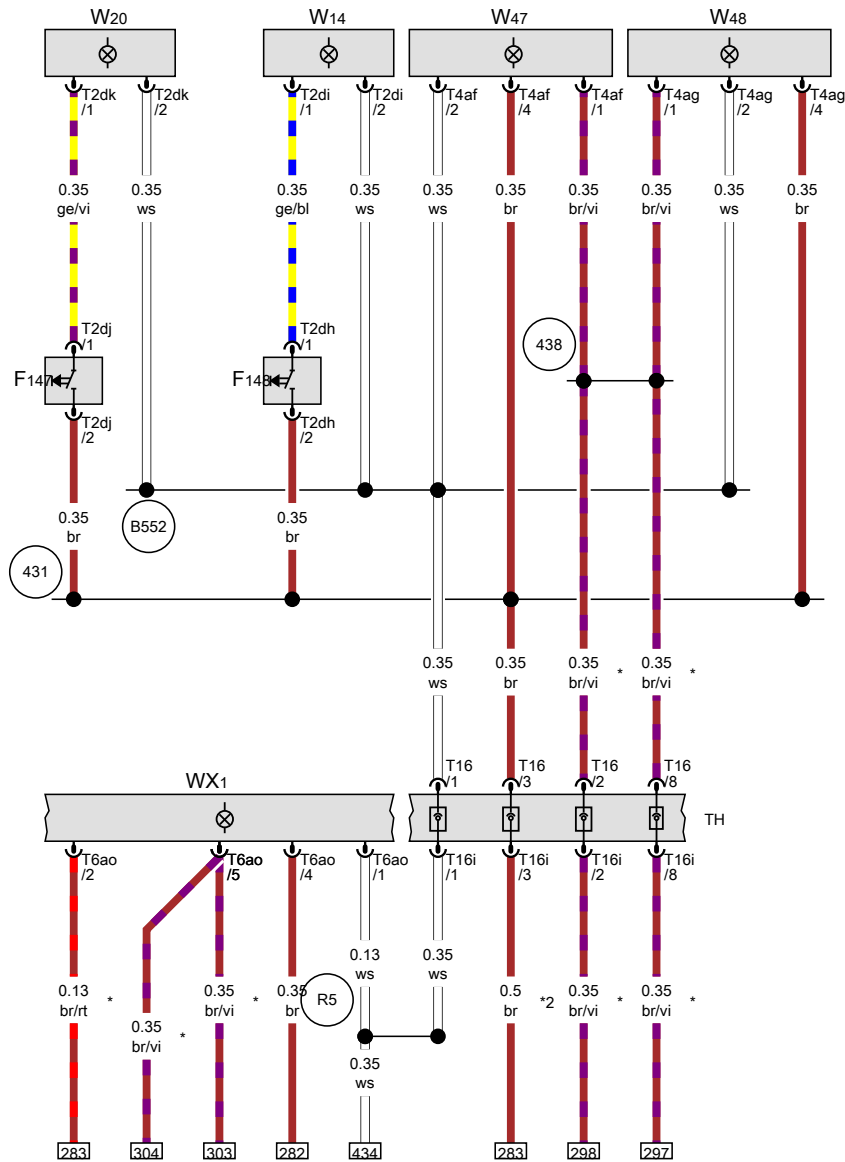 W20 W14 W47 W48
T2dk T2dk T2di T2di T4af T4af T4af T4ag T4ag T4ag
/1 /2 /1 /2 /2 /4 /1 /1 /2 /4
0.35 0.35 0.35 0.35 0.35 0.35 0.35 0.35 0.35 0.35
ge/vi ws ge/bl ws ws br br/vi br/vi ws br
T2dj T2dh
/1 /1
438
F147 F148
T2dj T2dh
/2 /2
0.35 B552 0.35
br br
431
0.35 0.35 0.35 0.35
ws br br/vi * br/vi *
T16 T16 T16 T16
/1 /3 /2 /8
WX1
TH
T6ao T6ao T6ao T6ao T16i T16i T16i T16i
/2 /5 /4 /1 /1 /3 /2 /8
0.13 0.35
ws ws
0.13 0.35 0.35 R5 0.5 0.35 0.35
br/rt * br/vi * br br *2 br/vi * br/vi *
0.35
br/vi *
0.35
ws
283 304 303 282 434 283 298 297